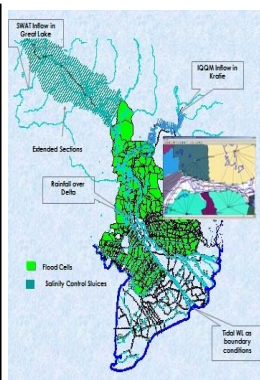 SWAT Inflow in
Great Lake
IQQM Inflow in
Kratie
Extended Sections
Rainfall over
Delta
Flood Cells
Salinity Control Sluices
Tidal WL as
boundary
conditions